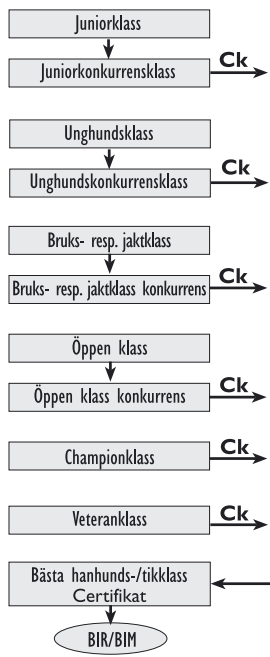 Juniorklass
Juniorkonkurrensklass
Ck
Unghundsklass
Unghundskonkurrensklass
Ck
Bruks- resp. jaktklass
Bruks- resp. jaktklass konkurrens
Ck
Öppen klass
Öppen klass konkurrens
Ck
Championklass
Ck
Veteranklass
Ck
Bästa hanhunds-/tikklass
Certifikat
BIR/BIM